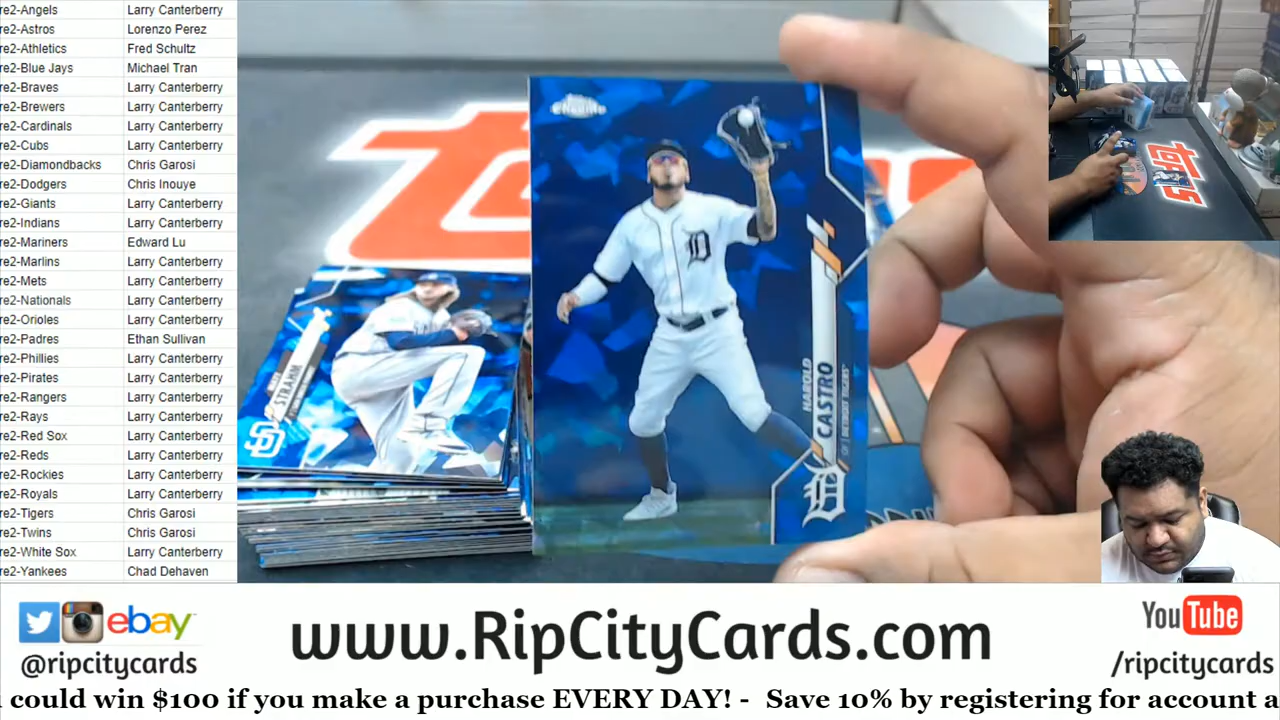 re2-Angels Larry Canterberry
re2-Astros Lorenzo Perez
re2-Athletics Fred Schultz
re2-Blue Jays Michael Tran
re2-Braves Larry Canterberry
re2-Brewers Larry Canterberry
re2-Cardinals Larry Canterberry
re2-Cubs Larry Canterberry
re2-Diamondbacks Chris Garosi
re2-Dodgers Chris Inouye
re2-Giants Larry Canterberry
re2-Indians Larry Canterberry
re2-Mariners Edward Lu
re2-Marlins Larry Canterberry
re2-Mets Larry Canterberry
re2-Nationals Larry Canterberry
re2-Orioles Larry Canterberry
re2-Padres Ethan Sullivan
re2-Phillies Larry Canterberry
re2-Pirates Larry Canterberry
re2-Rangers Larry Canterberry
re2-Rays Larry Canterberry
re2-Red Sox Larry Canterberry
re2-Reds Larry Canterberry
re2-Rockies Larry Canterberry
re2-Royals Larry Canterberry
re2-Tigers Chris Garosi
re2-Twins Chris Garosi
re2-White Sox Larry Canterberry
re2-Yankees Chad Dehaven
Chrome
D
HAROLD
CASTRO
OF | DETROIT TIGERS
D
STRAHM
SD
Topps
ebay
@ripcitycards
www.RipCityCards.com
YouTube
/ripcitycards
could win $100 if you make a purchase EVERY DAY! - Save 10% by registering for account a